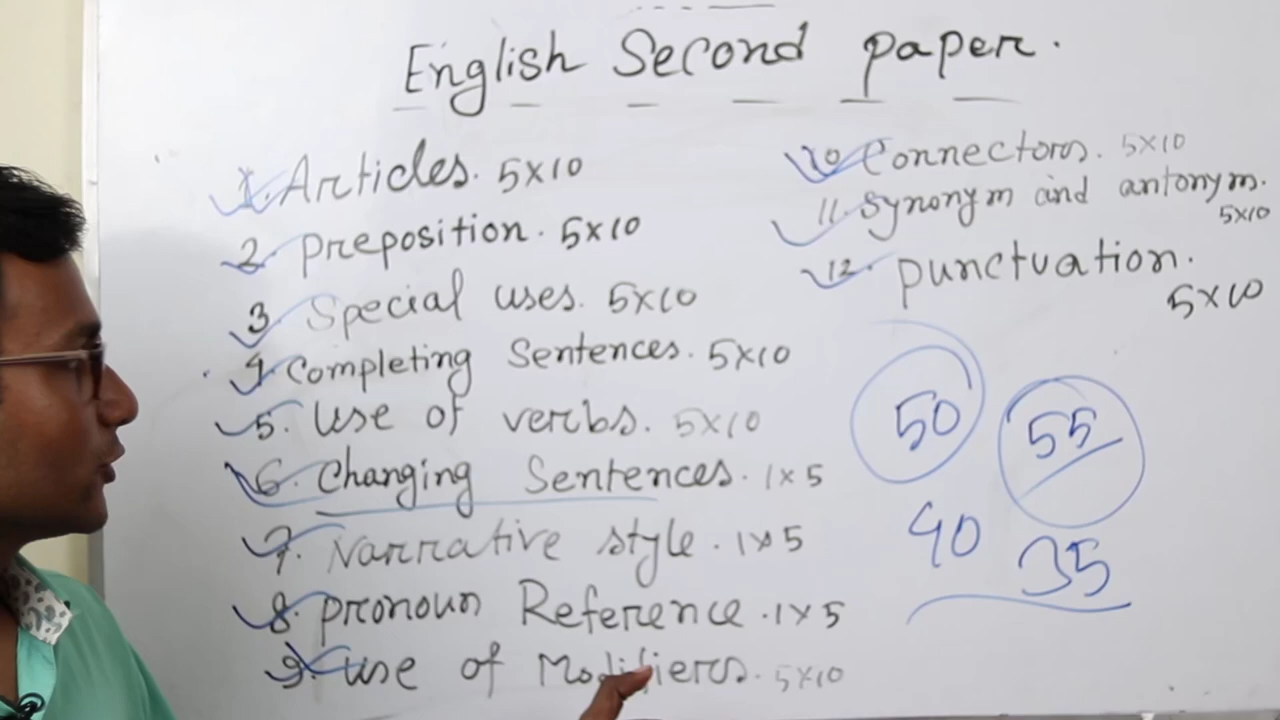 English Second paper.
1. Articles. 5x10
2. preposition. 5x10
3 Special uses. 5x10
4 Completing Sentences. 5x10
5. Use of verbs. 5x10
6. Changing Sentences. 1x5
7. Narrative style. 1x5
8. pronoun Reference. 1x5
9. use of Modifiers. 5x10
10 Connectors. 5x10
11. Synonym and antonym.
5x10
12. punctuation.
5x10
50 55
40 35